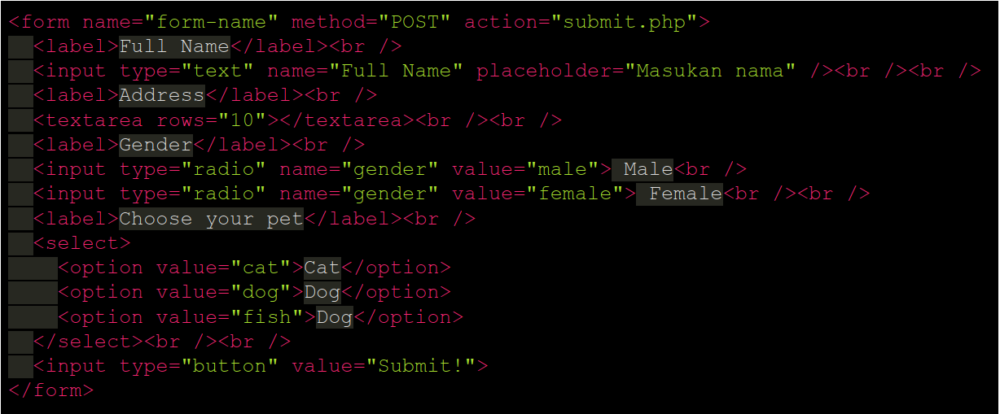 <form name="form-name" method="POST" action="submit.php">
  <label>Full Name</label><br />
  <input type="text" name="Full Name" placeholder="Masukan nama" /><br /><br />
  <label>Address</label><br />
  <textarea rows="10"></textarea><br /><br />
  <label>Gender</label><br />
  <input type="radio" name="gender" value="male"> Male<br />
  <input type="radio" name="gender" value="female"> Female<br /><br />
  <label>Choose your pet</label><br />
  <select>
    <option value="cat">Cat</option>
    <option value="dog">Dog</option>
    <option value="fish">Dog</option>
  </select><br /><br />
  <input type="button" value="Submit!">
</form>